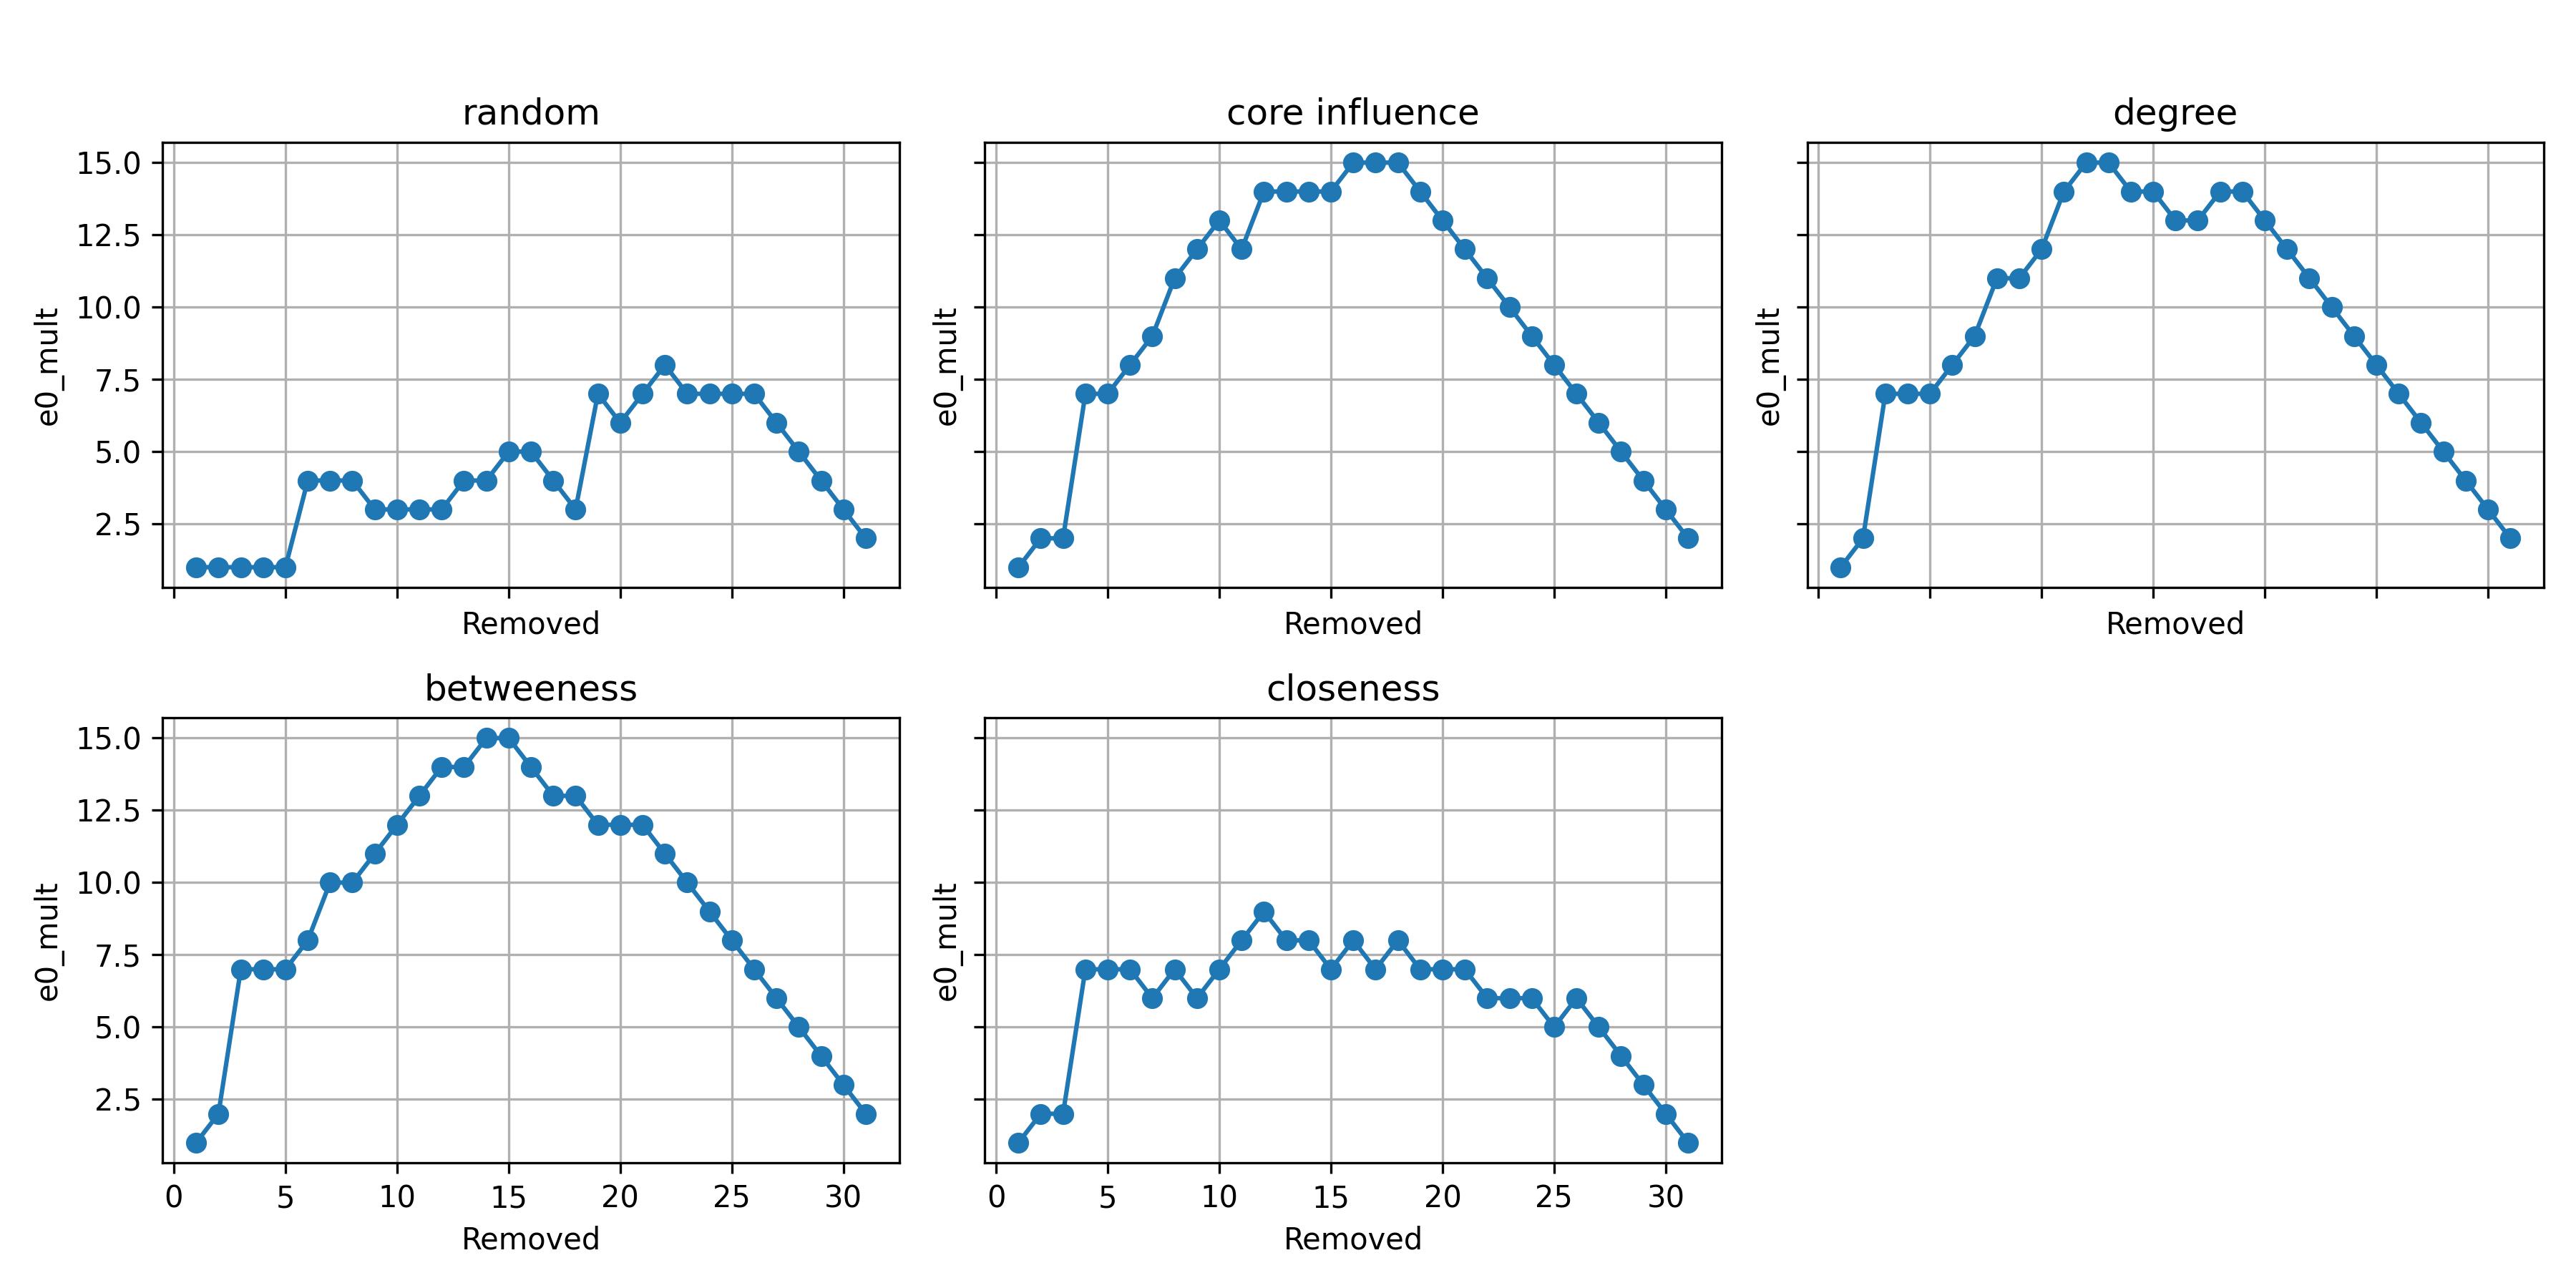 random
core influence
degree
15.0
12.5
10.0
7.5
5.0
2.5
e0_mult
e0_mult
e0_mult
Removed
Removed
Removed
betweeness
closeness
15.0
12.5
10.0
7.5
5.0
2.5
e0_mult
e0_mult
0 5 10 15 20 25 30
0 5 10 15 20 25 30
Removed
Removed